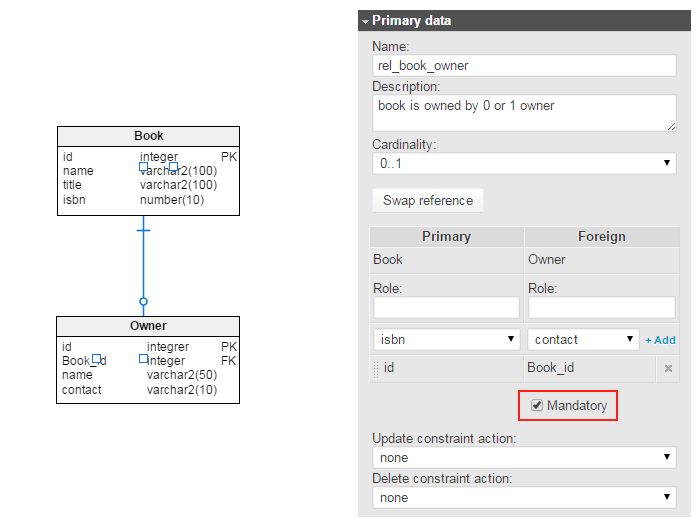 Book
id integer PK
name varchar2(100)
title varchar2(100)
isbn number(10)
Owner
id integrer PK
Book_id integer FK
name varchar2(50)
contact varchar2(10)
Primary data
Name:
rel_book_owner
Description:
book is owned by 0 or 1 owner
Cardinality:
0..1
Swap reference
Primary Foreign
Book Owner
Role: Role:
isbn contact + Add
id Book_id
Mandatory
Update constraint action:
none
Delete constraint action:
none